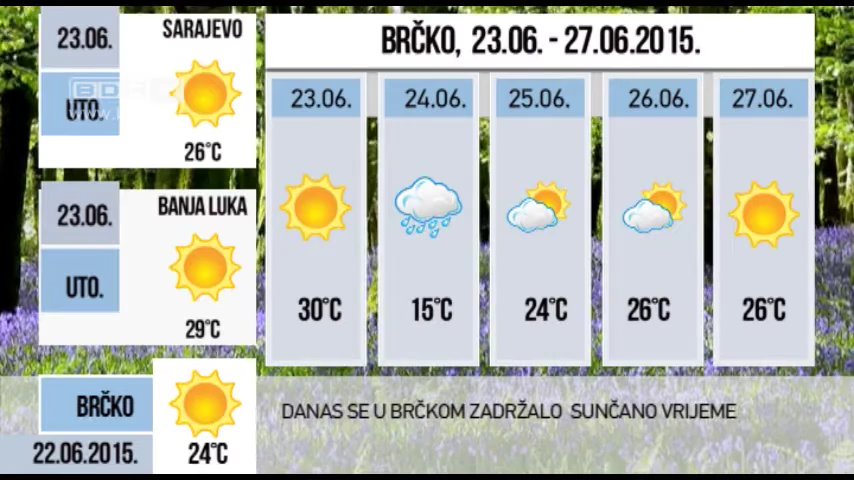 23.06.
UTO.
SARAJEVO
26°C
23.06.
UTO.
BANJA LUKA
29°C
BRČKO
22.06.2015.
24°C
BRČKO, 23.06. - 27.06.2015.
23.06.
24.06.
25.06.
26.06.
27.06.
30°C
15°C
24°C
26°C
26°C
DANAS SE U BRČKOM ZADRŽALO SUNČANO VRIJEME